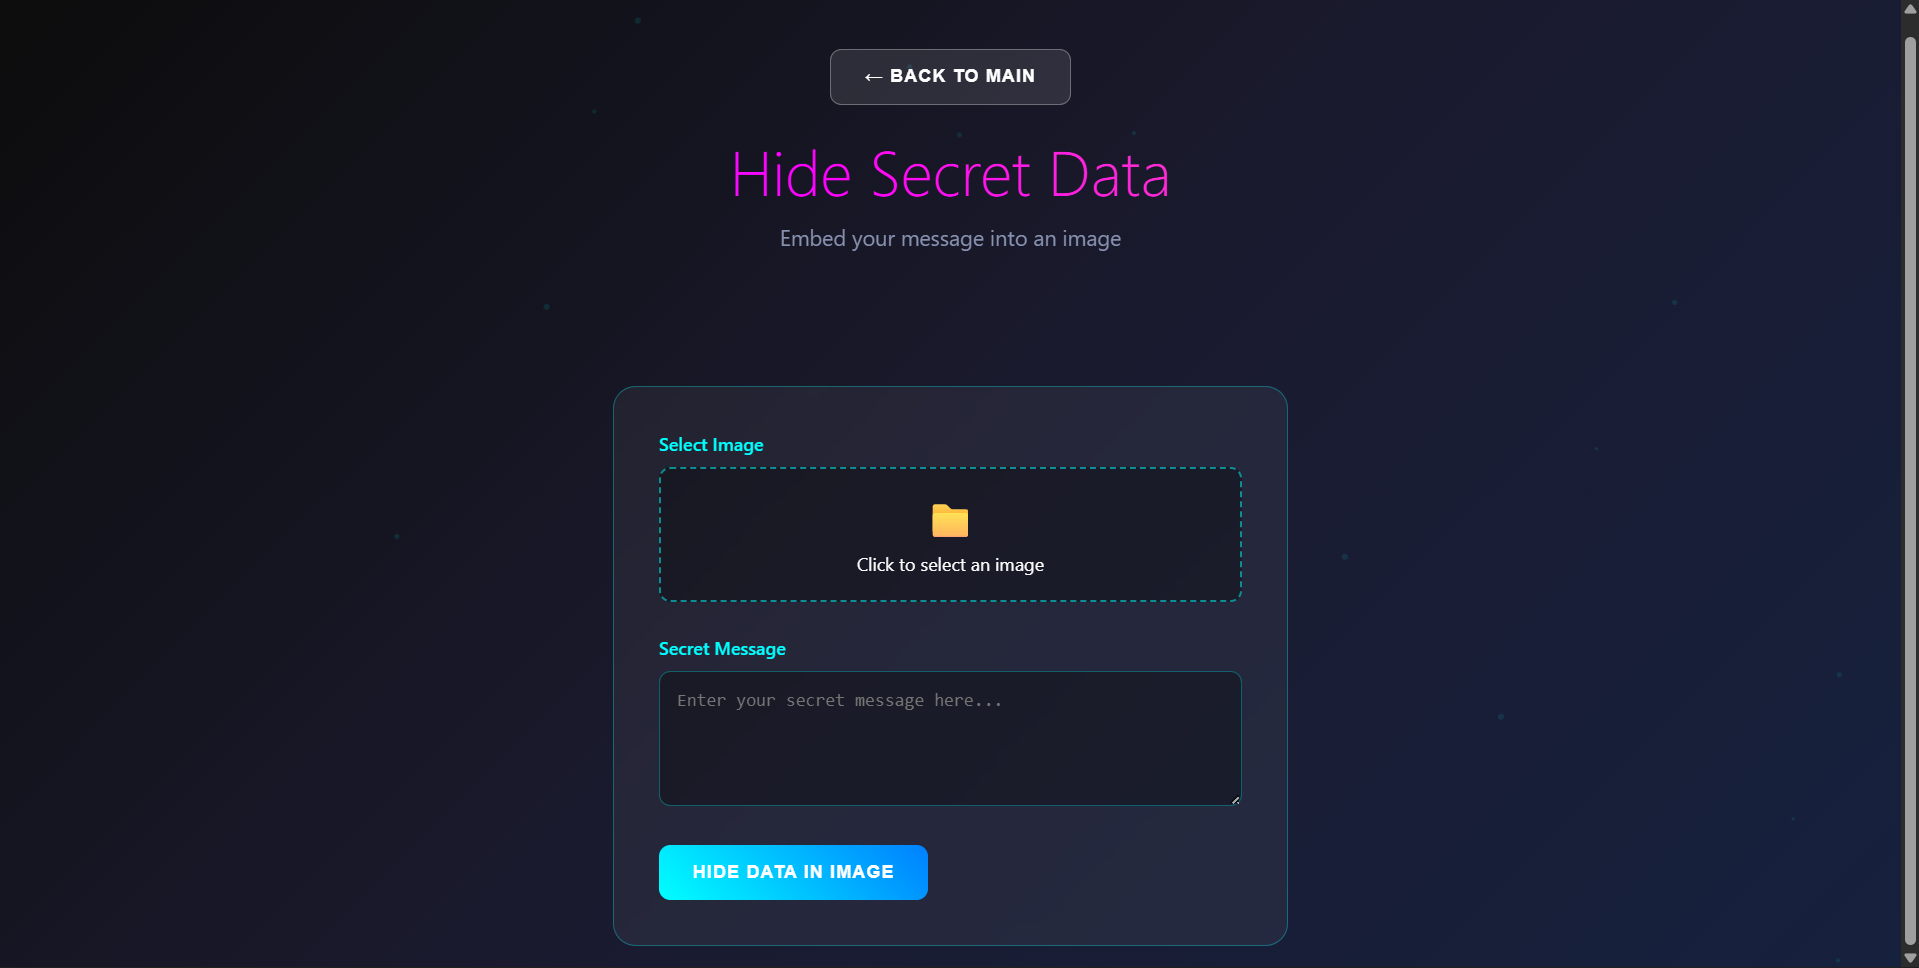 ← BACK TO MAIN
Hide Secret Data
Embed your message into an image
Select Image
Click to select an image
Secret Message
Enter your secret message here...
HIDE DATA IN IMAGE